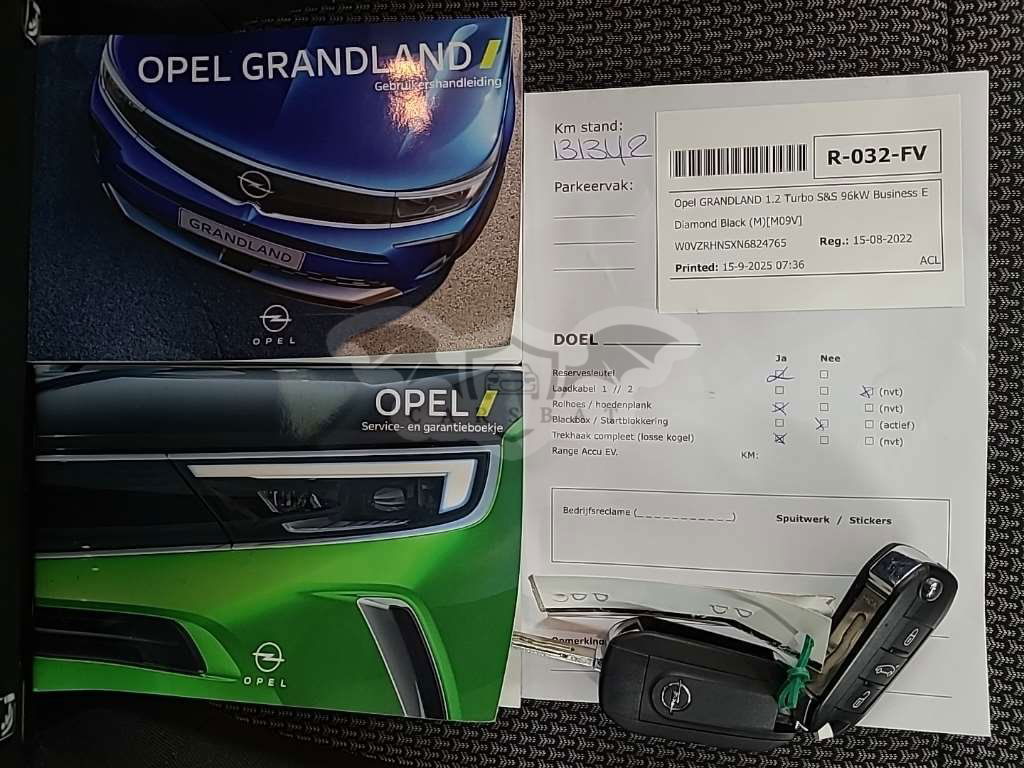 OPEL GRANDLAND
Gebruikershandleiding
GRANDLAND
OPEL
OPEL
Service- en garantieboekje
OPEL
Km stand:
131342
Parkeervak:
R-032-FV
Opel GRANDLAND 1.2 Turbo S&S 96kW Business E
Diamond Black (M)[M09V]
W0VZRHNSXN6824765 Reg.: 15-08-2022
Printed: 15-9-2025 07:36 ACL
DOEL
Ja Nee
Reservesleutel
Laadkabel 1 // 2 (nvt)
Rolhoes / hoedenplank (nvt)
Blackbox / Startblokkering (actief)
Trekhaak compleet (losse kogel) (nvt)
Range Accu EV. KM:
CARSBAT
Bedrijfsreclame (____________) Spuitwerk / Stickers
Opmerking